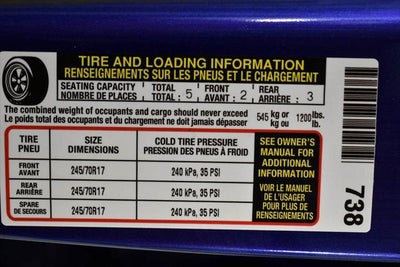 TIRE AND LOADING INFORMATION
RENSEIGNEMENTS SUR LES PNEUS ET LE CHARGEMENT
SEATING CAPACITY TOTAL FRONT REAR
NOMBRE DE PLACES TOTAL : 5 AVANT : 2 ARRIÈRE : 3
The combined weight of occupants and cargo should never exceed 545 kg or 1200 lbs.
Le poids total des occupants et du chargement ne doit jamais dépasser kg ou lb.
TIRE SIZE COLD TIRE PRESSURE
PNEU DIMENSIONS PRESSION DES PNEUS À FROID
FRONT
AVANT 245/70R17 240 kPa, 35 PSI
REAR
ARRIÈRE 245/70R17 240 kPa, 35 PSI
SPARE
DE SECOURS 245/70R17 240 kPa, 35 PSI
SEE OWNER'S
MANUAL FOR
ADDITIONAL
INFORMATION
VOIR LE MANUEL
DE L'USAGER
POUR PLUS DE
RENSEIGNEMENTS
738